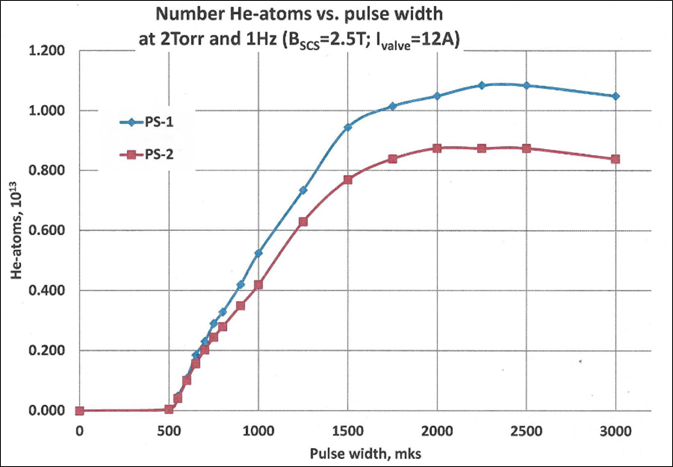 Number He-atoms vs. pulse width
at 2Torr and 1Hz (BSCS=2.5T; Ivalve=12A)
1.200
1.000
0.800
0.600
0.400
0.200
0.000
He-atoms, 10¹³
PS-1
PS-2
0 500 1000 1500 2000 2500 3000
Pulse width, mks